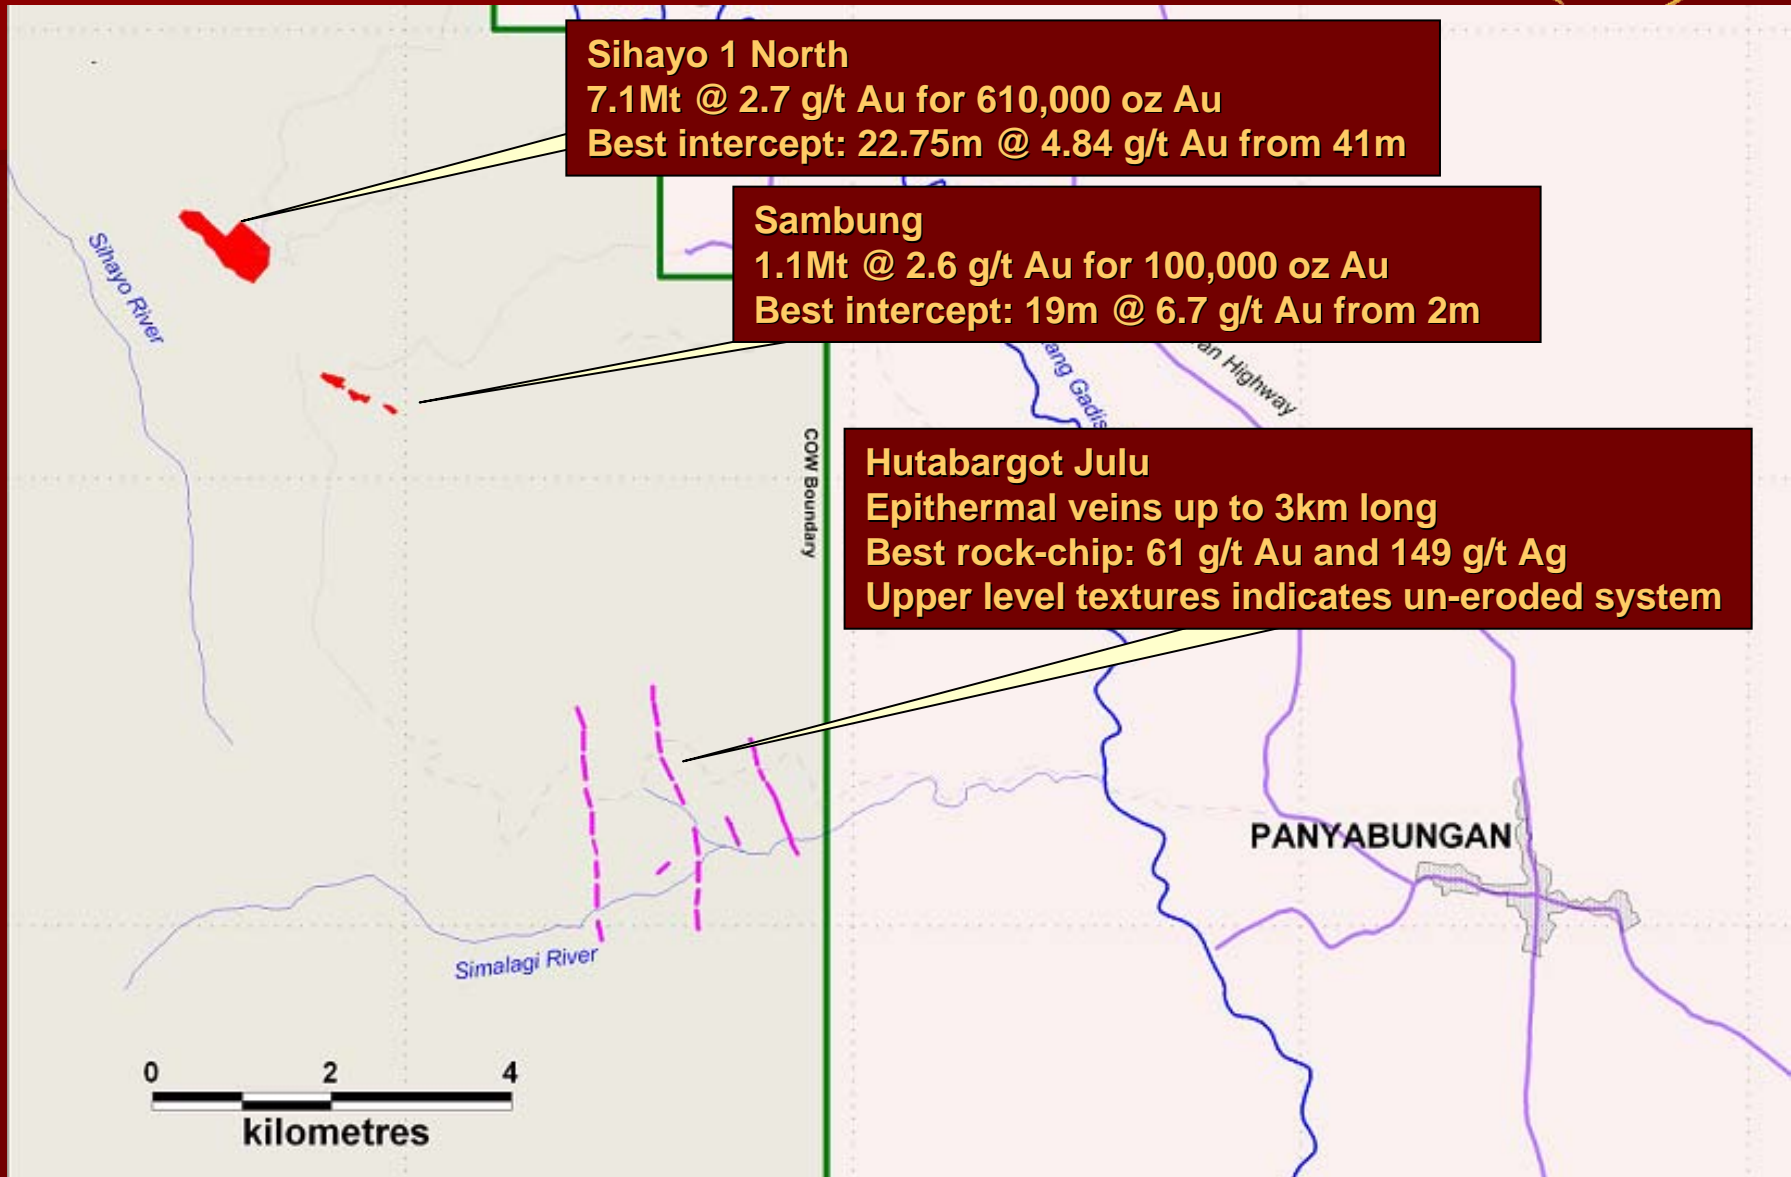 Sihayo 1 North
7.1Mt @ 2.7 g/t Au for 610,000 oz Au
Best intercept: 22.75m @ 4.84 g/t Au from 41m
Sambung
1.1Mt @ 2.6 g/t Au for 100,000 oz Au
Best intercept: 19m @ 6.7 g/t Au from 2m
Sihayo River
Gadis
Highway
COW Boundary
Hutabargot Julu
Epithermal veins up to 3km long
Best rock-chip: 61 g/t Au and 149 g/t Ag
Upper level textures indicates un-eroded system
PANYABUNGAN
Simalagi River
0 2 4
kilometres